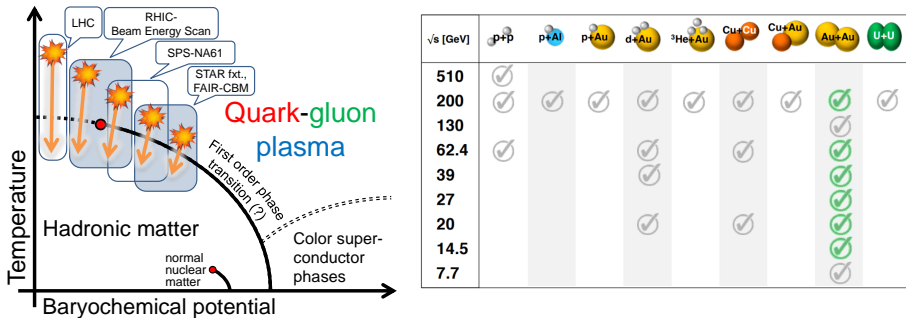 LHC
RHIC-
Beam Energy Scan
SPS-NA61
STAR fxt.,
FAIR-CBM
Quark-gluon
plasma
First order phase
transition (?)
Temperature
Hadronic matter
normal
nuclear
matter
Color super-
conductor
phases
Baryochemical potential
√s [GeV] p+p p+Al p+Au d+Au ³He+Au Cu+Cu Cu+Au Au+Au U+U
510
200
130
62.4
39
27
20
14.5
7.7